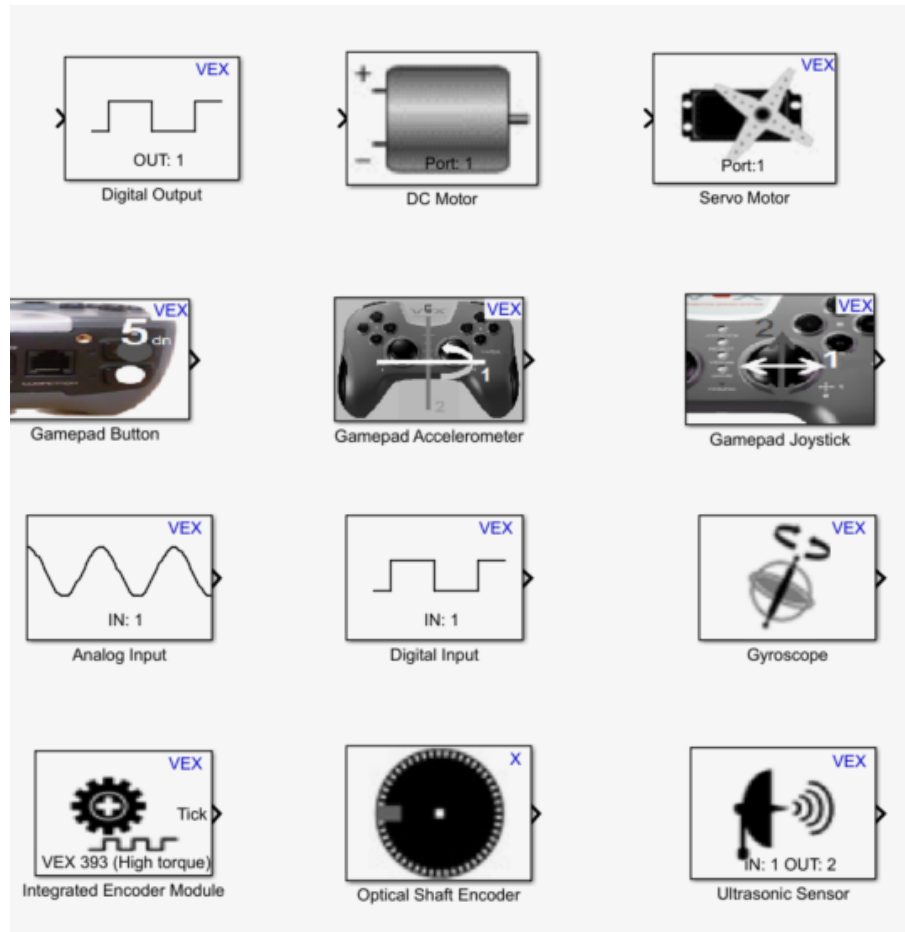 VEX
OUT: 1
Digital Output
+
−
Port: 1
DC Motor
VEX
Port:1
Servo Motor
VEX
5 dn
COMPETITION
Gamepad Button
VEX
1
2
Gamepad Accelerometer
VEX
2
1
Gamepad Joystick
VEX
IN: 1
Analog Input
VEX
IN: 1
Digital Input
VEX
Gyroscope
VEX
Tick
VEX 393 (High torque)
Integrated Encoder Module
X
Optical Shaft Encoder
VEX
IN: 1 OUT: 2
Ultrasonic Sensor